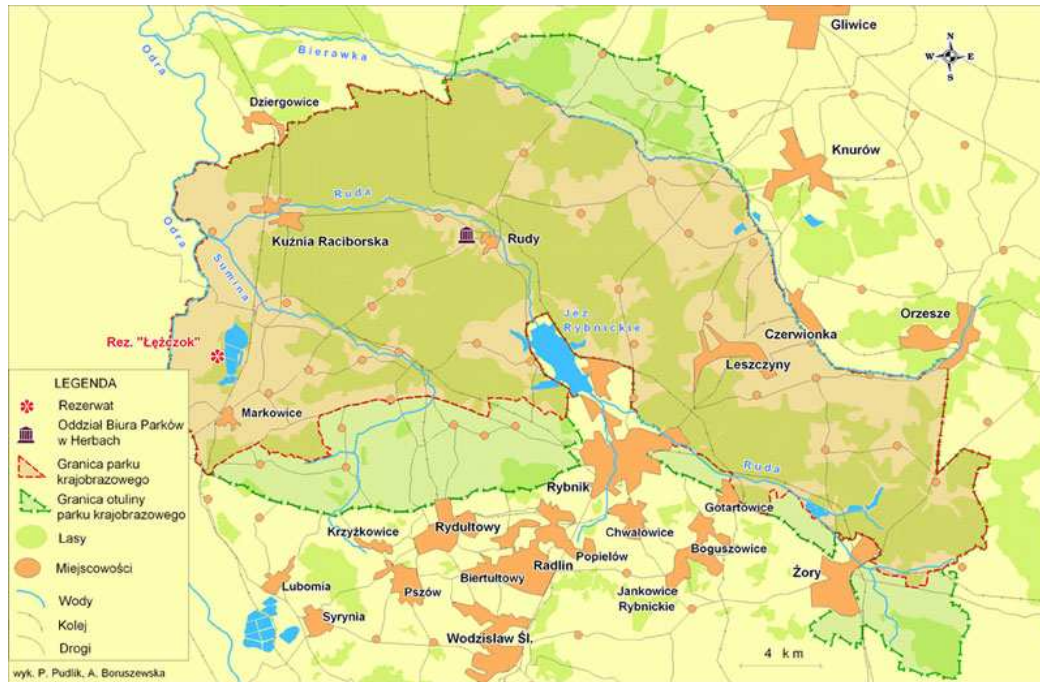 Gliwice
Bierawka
Odra
N
W E
S
Dziergowice
Knurów
Ruda
Kuźnia Raciborska
Rudy
Odra
Sumina
Jez
Rybnickie
Orzesze
Czerwionka
Rez. "Łężczok"
Leszczyny
LEGENDA
Rezerwat
Oddział Biura Parków
w Herbach
Granica parku
krajobrazowego
Granica otuliny
parku krajobrazowego
Lasy
Miejscowości
Wody
Kolej
Drogi
Markowice
Ruda
Rybnik
Gotartowice
Krzyżkowice
Rydułtowy
Chwałowice
Boguszowice
Radlin
Popielów
Żory
Lubomia
Pszów
Biertułtowy
Jankowice
Rybnickie
Syrynia
Wodzisław Śl.
4 km
wyk. P. Pudlik, A. Boruszewska